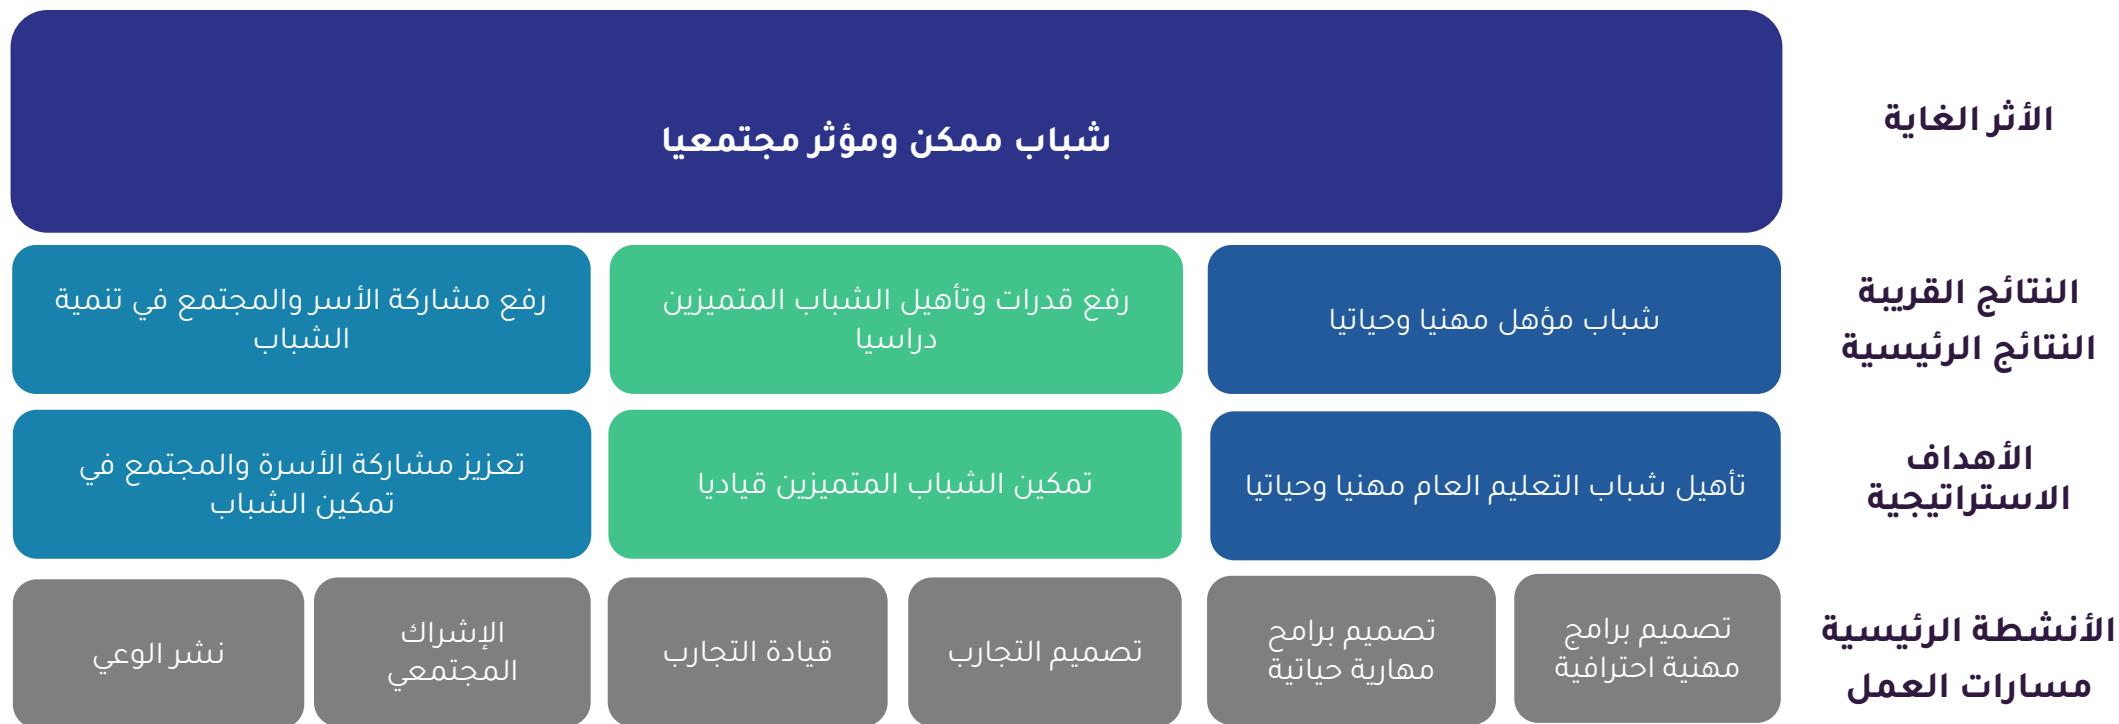 الأثر الغاية
شباب ممكن ومؤثر مجتمعيا
النتائج القريبة
النتائج الرئيسية
شباب مؤهل مهنيا وحياتيا
رفع قدرات وتأهيل الشباب المتميزين
دراسيا
رفع مشاركة الأسر والمجتمع في تنمية
الشباب
الأهداف
الاستراتيجية
تأهيل شباب التعليم العام مهنيا وحياتيا
تمكين الشباب المتميزين قياديا
تعزيز مشاركة الأسرة والمجتمع في
تمكين الشباب
الأنشطة الرئيسية
مسارات العمل
تصميم برامج
مهنية احترافية
تصميم برامح
مهارية حياتية
تصميم التجارب
قيادة التجارب
الإشراك
المجتمعي
نشر الوعي